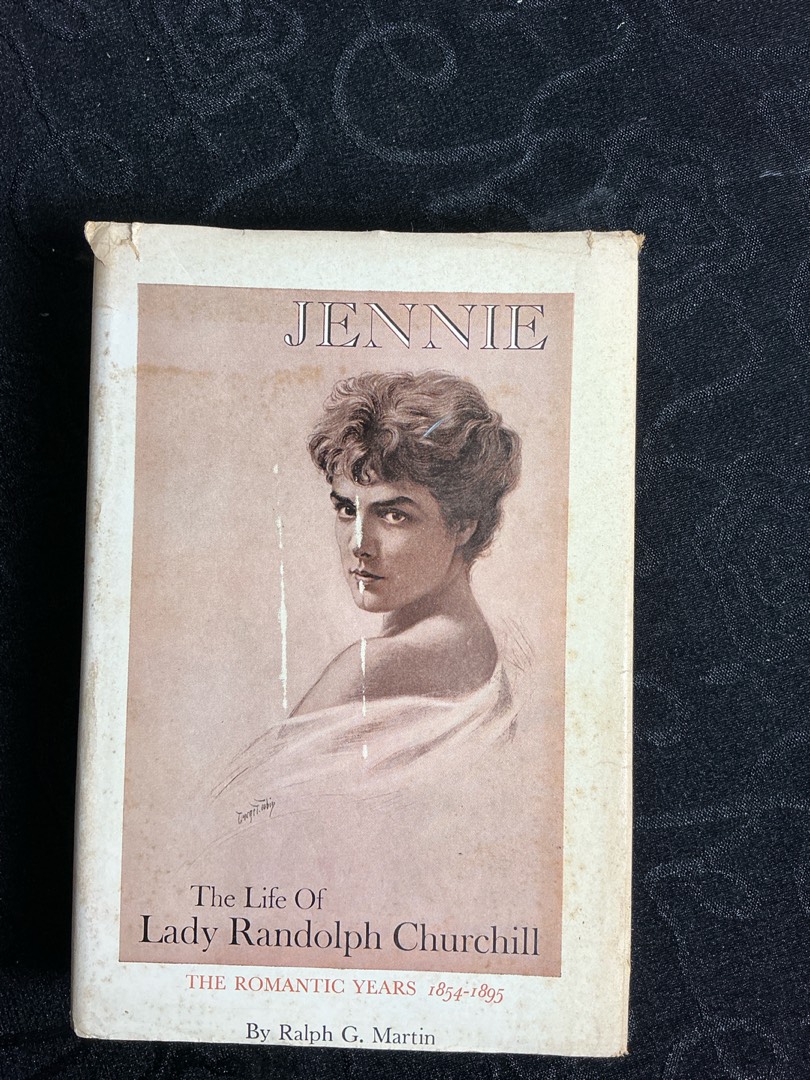 JENNIE
The Life Of
Lady Randolph Churchill
THE ROMANTIC YEARS 1854-1895
By Ralph G. Martin